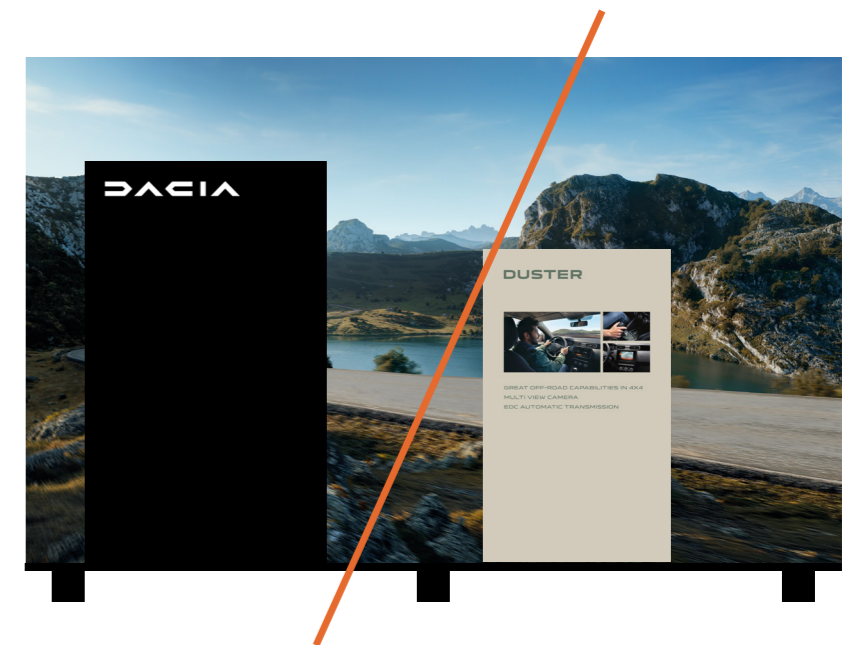 DACIA
DUSTER
GREAT OFF-ROAD CAPABILITIES IN 4X4
MULTI VIEW CAMERA
EDC AUTOMATIC TRANSMISSION